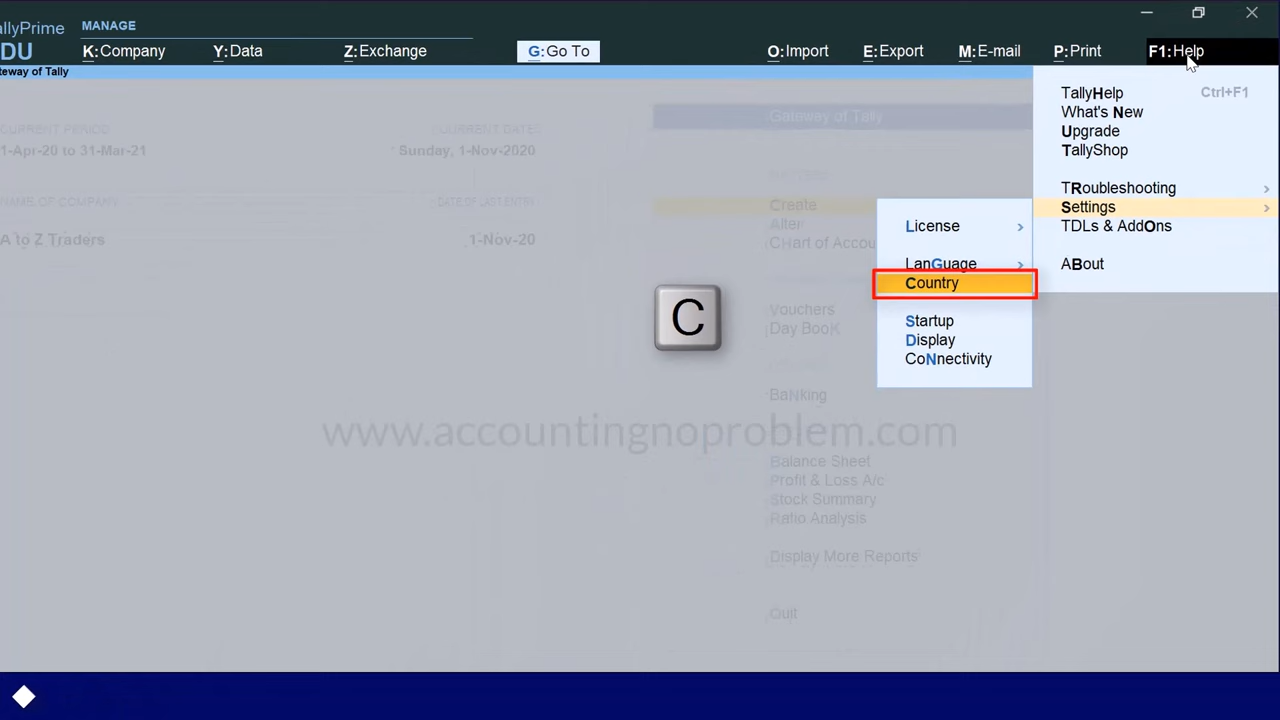 allyPrime
MANAGE
DU
K:Company
Y:Data
Z:Exchange
G:Go To
O:Import
E:Export
M:E-mail
P:Print
F1:Help
teway of Tally
TallyHelp Ctrl+F1
What's New
Upgrade
TallyShop
TRoubleshooting
Settings
TDLs & AddOns
ABout
License
LanGuage
Country
Startup
Display
CoNnectivity
C
CURRENT PERIOD
1-Apr-20 to 31-Mar-21
CURRENT DATE
Sunday, 1-Nov-2020
NAME OF COMPANY
DATE OF LAST ENTRY
A to Z Traders
1-Nov-20
Gateway of Tally
Create
Alter
CHart of Accou
Vouchers
Day BooK
BaNking
Balance Sheet
Profit & Loss A/c
Stock Summary
Ratio Analysis
Display More Reports
Quit
www.accountingnoproblem.com